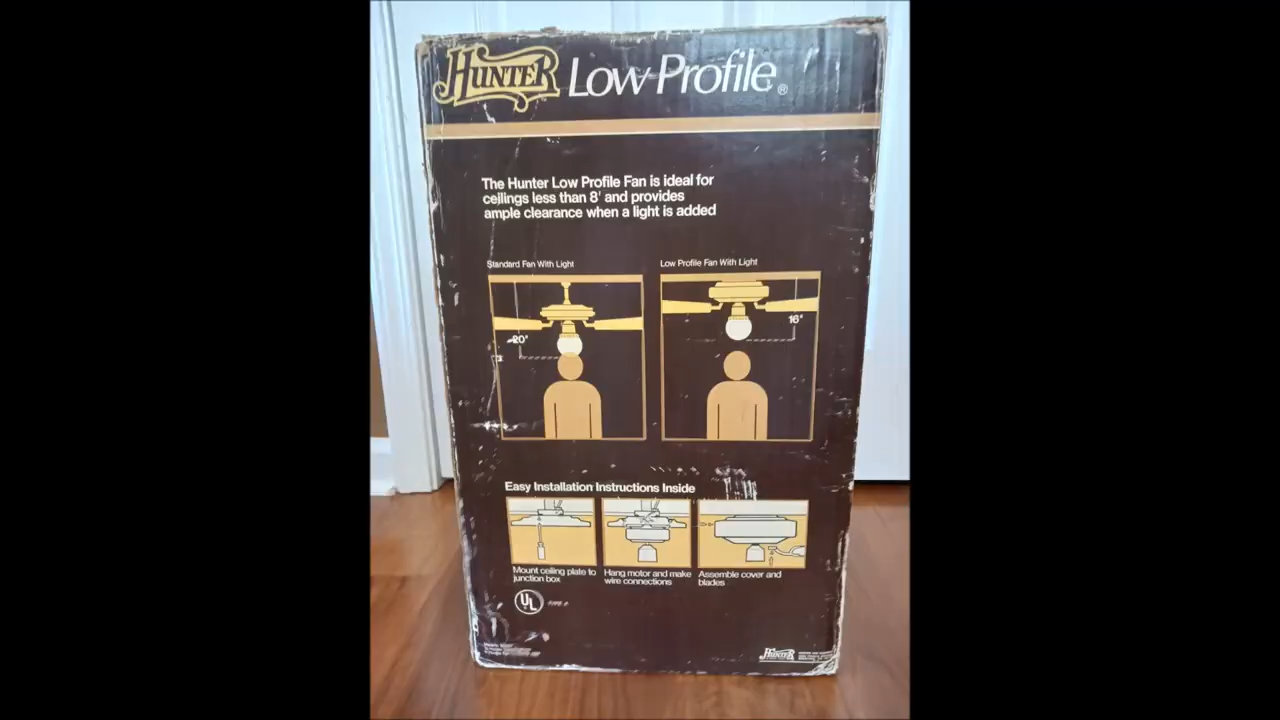 HUNTER Low Profile®
The Hunter Low Profile Fan is ideal for
ceilings less than 8' and provides
ample clearance when a light is added
Standard Fan With Light
Low Profile Fan With Light
20"
16"
Easy Installation Instructions Inside
Mount ceiling plate to
junction box
Hang motor and make
wire connections
Assemble cover and
blades
UL
HUNTER